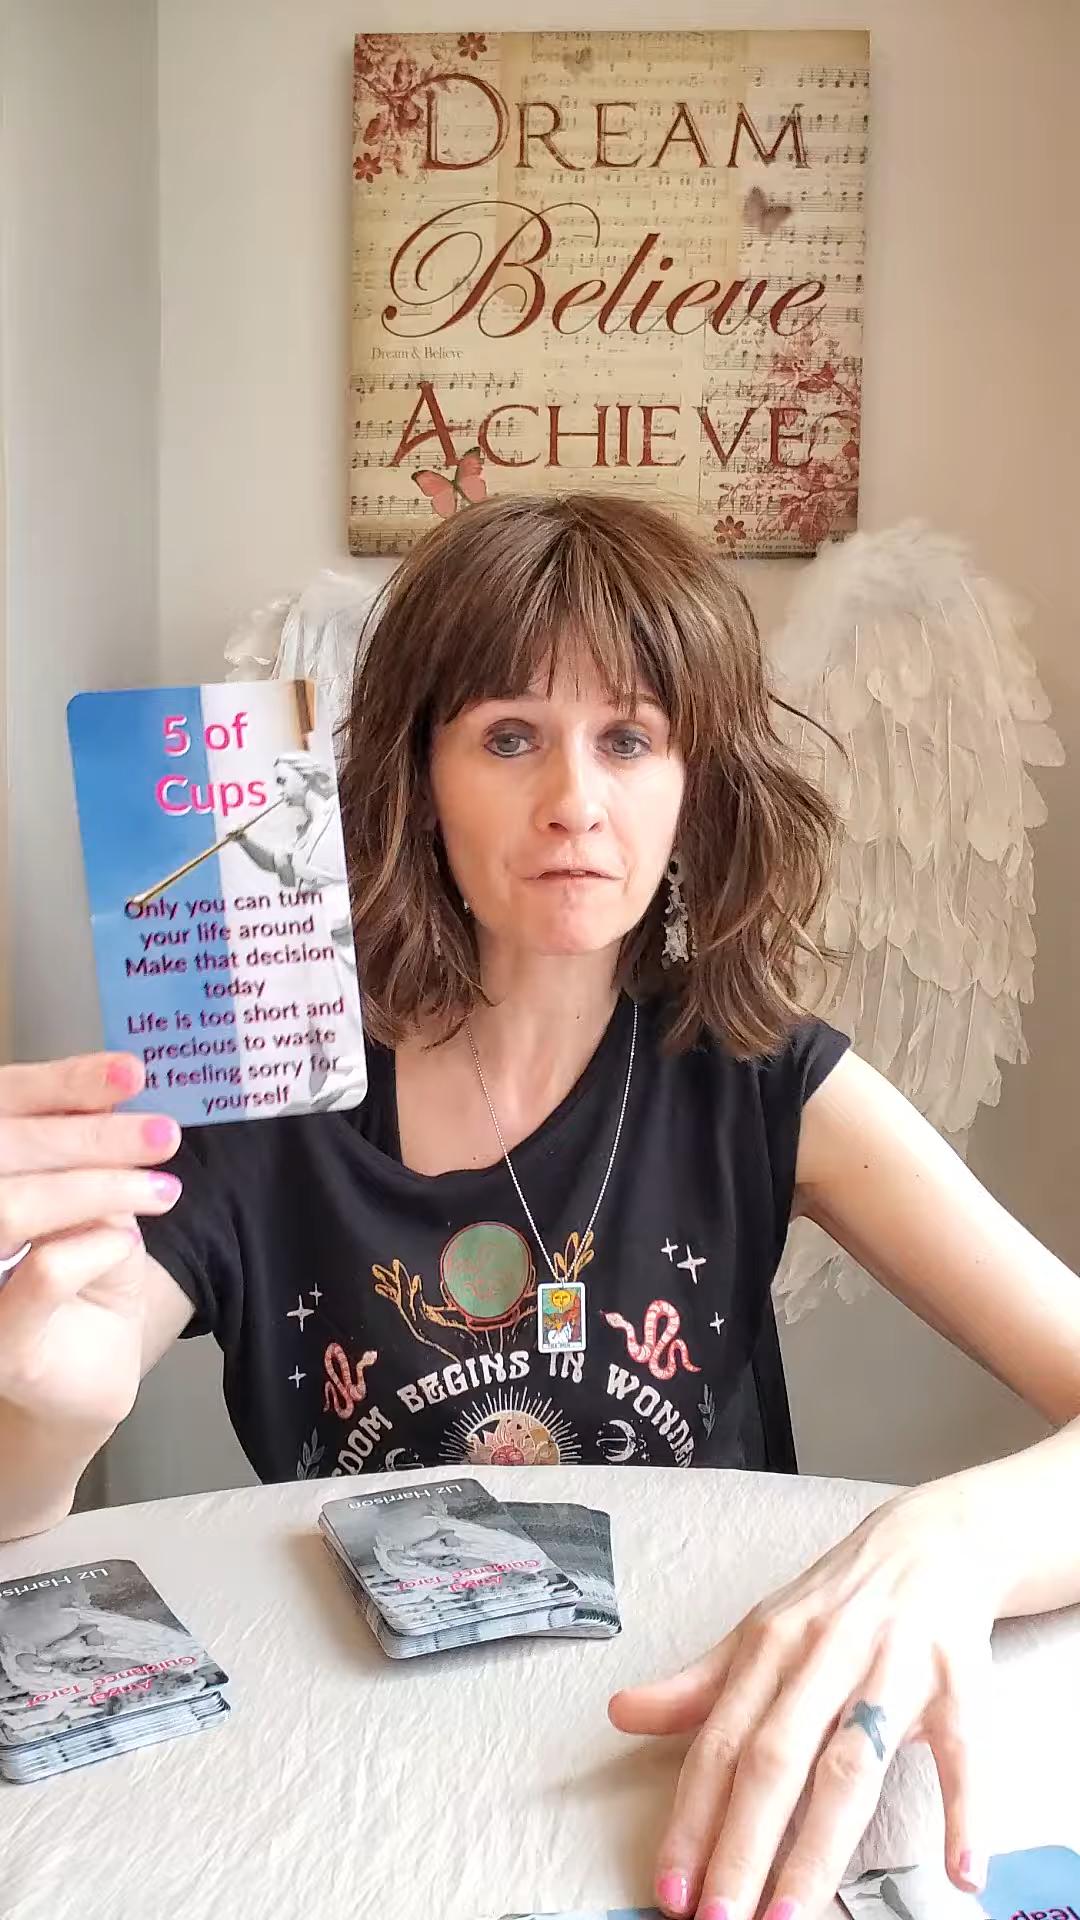 DREAM
Believe
Dream & Believe
ACHIEVE
5 of
Cups
Only you can turn
your life around
Make that decision
today
Life is too short and
precious to waste
it feeling sorry for
yourself
BEGINS IN
Liz Harrison
Angel
Guidance Tarot
Liz
Angel
Guidance Tarot
leap